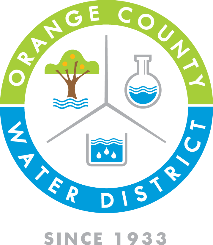 ORANGE COUNTY
WATER DISTRICT
SINCE 1933